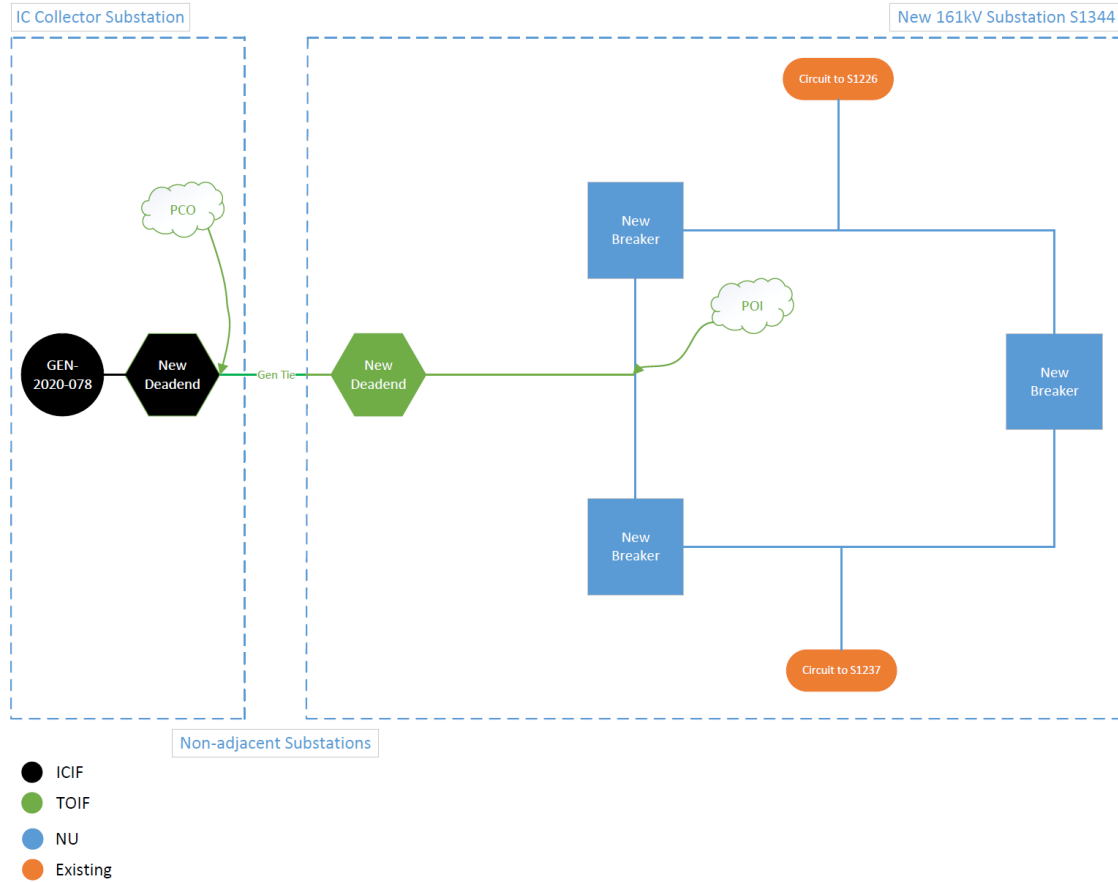 IC Collector Substation
New 161kV Substation S1344
Circuit to S1226
PCO
New
Breaker
POI
GEN-
2020-078
New
Deadend
Gen Tie
New
Deadend
New
Breaker
New
Breaker
Circuit to S1237
Non-adjacent Substations
ICIF
TOIF
NU
Existing